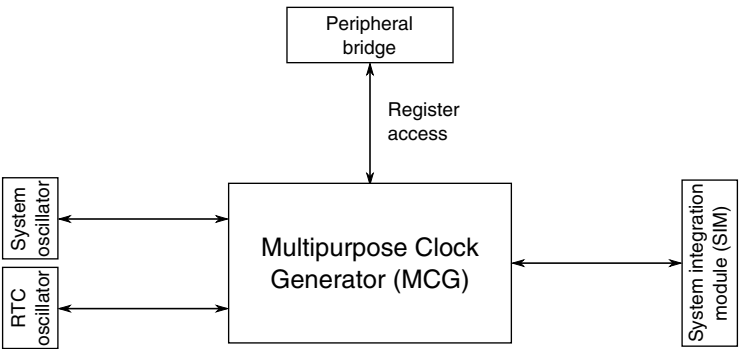 Peripheral
bridge
Register
access
System
oscillator
Multipurpose Clock
Generator (MCG)
RTC
oscillator
System integration
module (SIM)